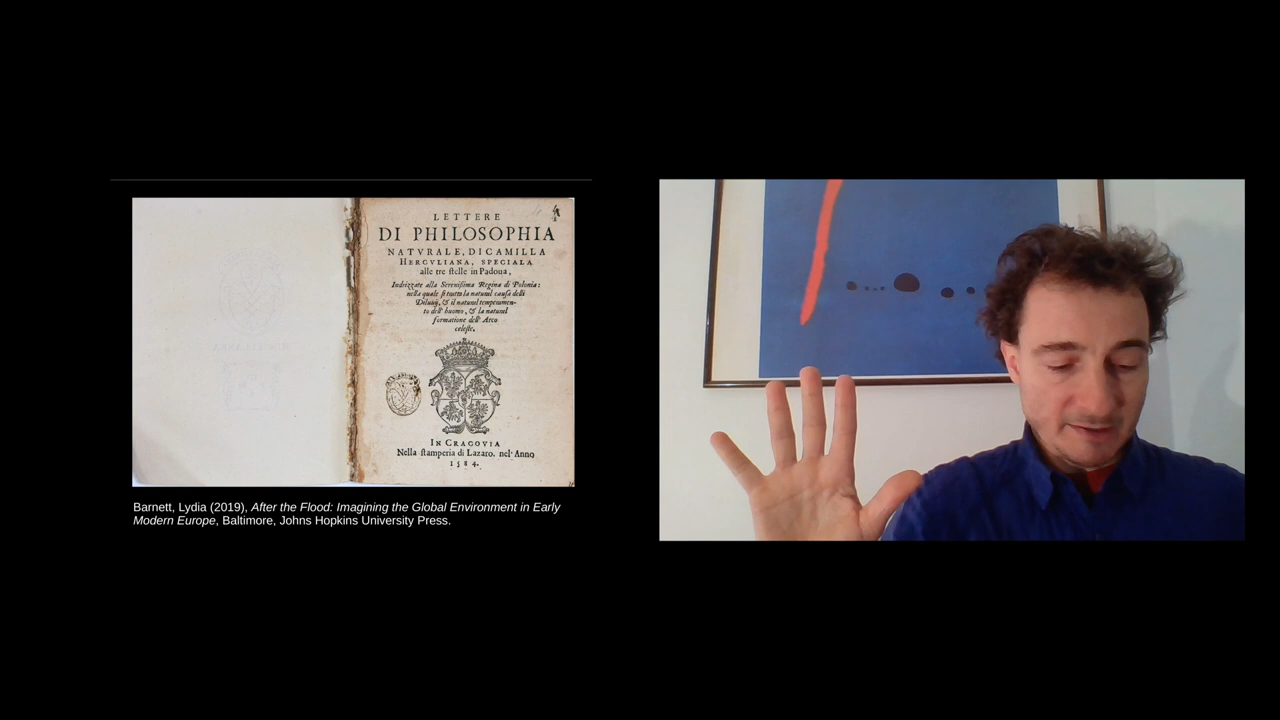 LETTERE
DI PHILOSOPHIA
NATVRALE, DI CAMILLA
HERCVLIANA, SPECIALA
alle tre ſtelle in Padoua,
Indrizzate alla Sereniſſima Regina di Polonia:
nella quale ſi tratta la natural cauſa delli
Diluuij, & il natural temperamen-
to dell' huomo, & la natural
formatione dell' Arco
celeſte.
IN CRACOVIA
Nella ſtamperia di Lazaro, nel' Anno
1584.
Barnett, Lydia (2019), After the Flood: Imagining the Global Environment in Early
Modern Europe, Baltimore, Johns Hopkins University Press.